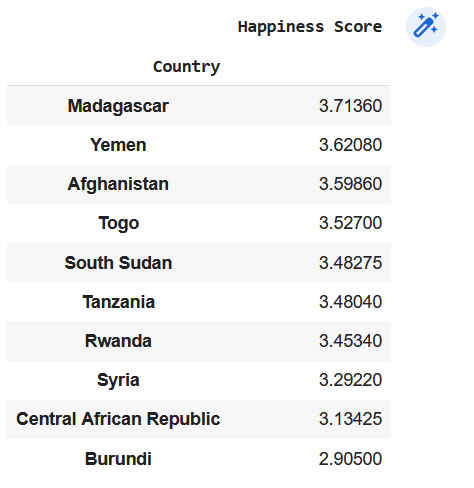 Happiness Score
Country
Madagascar 3.71360
Yemen 3.62080
Afghanistan 3.59860
Togo 3.52700
South Sudan 3.48275
Tanzania 3.48040
Rwanda 3.45340
Syria 3.29220
Central African Republic 3.13425
Burundi 2.90500